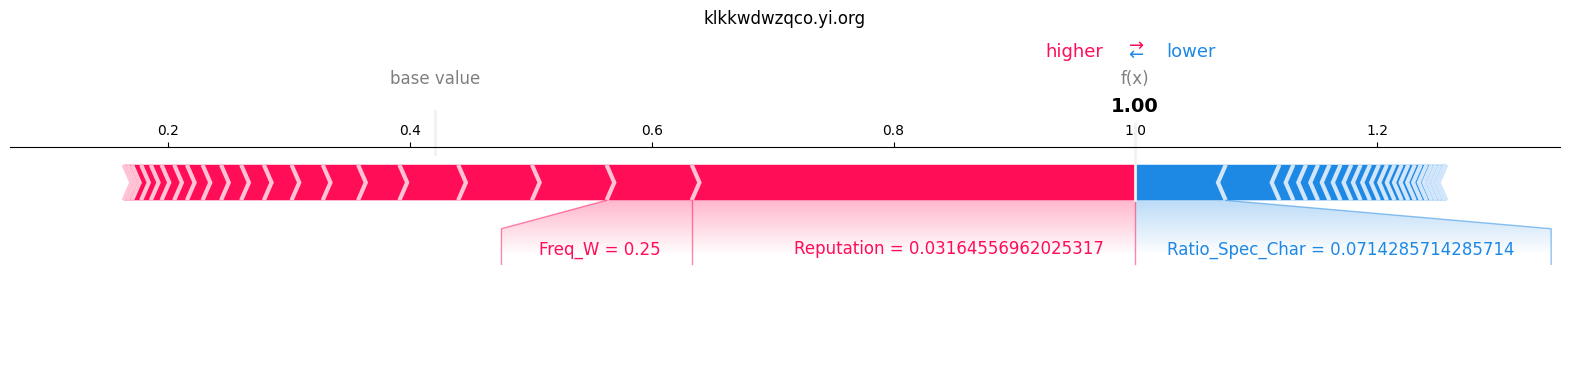 klkkwdwzqco.yi.org
higher ⇄ lower
base value
f(x)
1.00
0.2 0.4 0.6 0.8 1.0 1.2
Freq_W = 0.25
Reputation = 0.03164556962025317
Ratio_Spec_Char = 0.0714285714285714